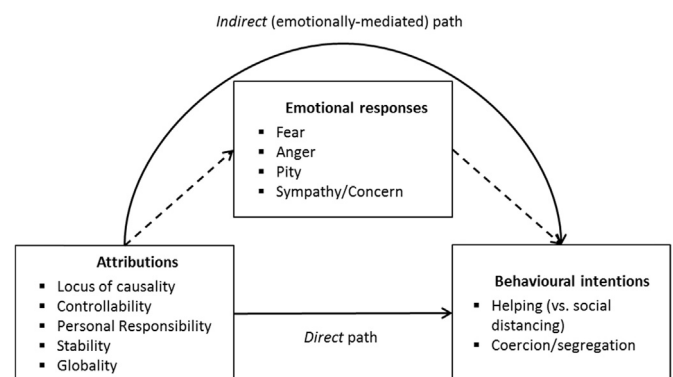 Indirect (emotionally-mediated) path
Emotional responses
▪ Fear
▪ Anger
▪ Pity
▪ Sympathy/Concern
Attributions
▪ Locus of causality
▪ Controllability
▪ Personal Responsibility
▪ Stability
▪ Globality
Direct path
Behavioural intentions
▪ Helping (vs. social
distancing)
▪ Coercion/segregation